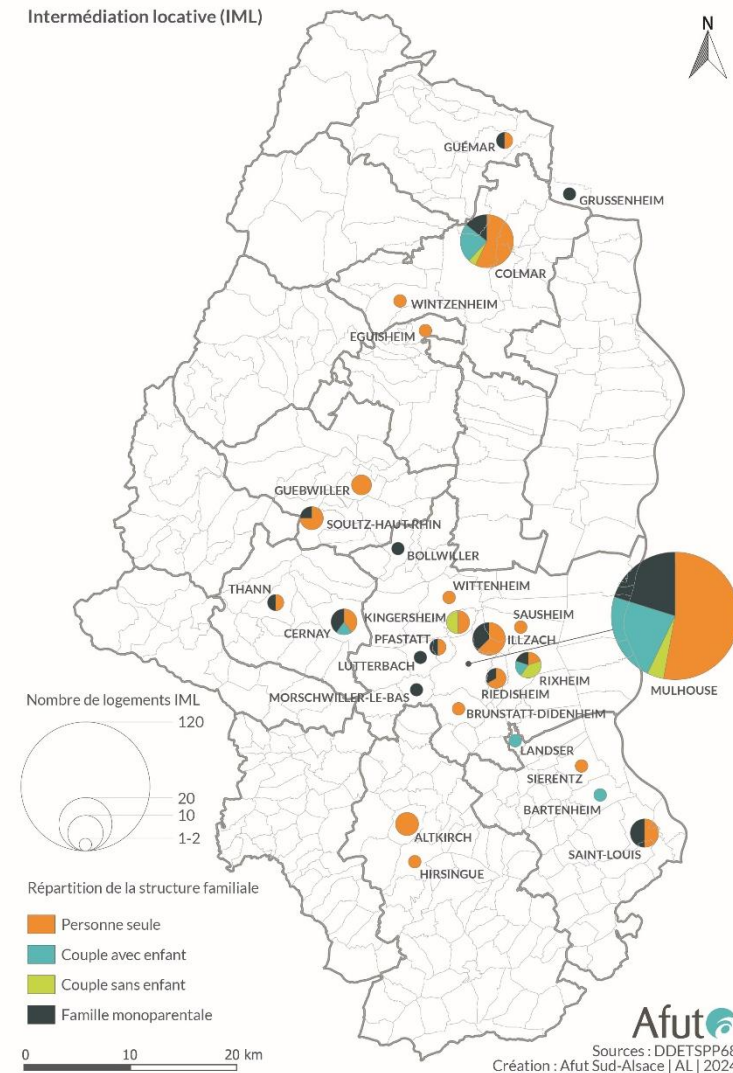 Intermédiation locative (IML)
N
GUÉMAR
GRUSSENHEIM
COLMAR
WINTZENHEIM
EGUISHEIM
GUEBWILLER
SOULTZ-HAUT-RHIN
BOLLWILLER
THANN
WITTENHEIM
CERNAY
KINGERSHEIM
SAUSHEIM
PFASTATT
ILLZACH
LUTTERBACH
RIXHEIM
MULHOUSE
RIEDISHEIM
MORSCHWILLER-LE-BAS
BRUNSTATT-DIDENHEIM
LANDSER
SIERENTZ
BARTENHEIM
ALTKIRCH
SAINT-LOUIS
HIRSINGUE
Nombre de logements IML
120
20
10
1-2
Répartition de la structure familiale
Personne seule
Couple avec enfant
Couple sans enfant
Famille monoparentale
0 10 20 km
Afut
Sources : DDETSPP68
Création : Afut Sud-Alsace | AL | 2024